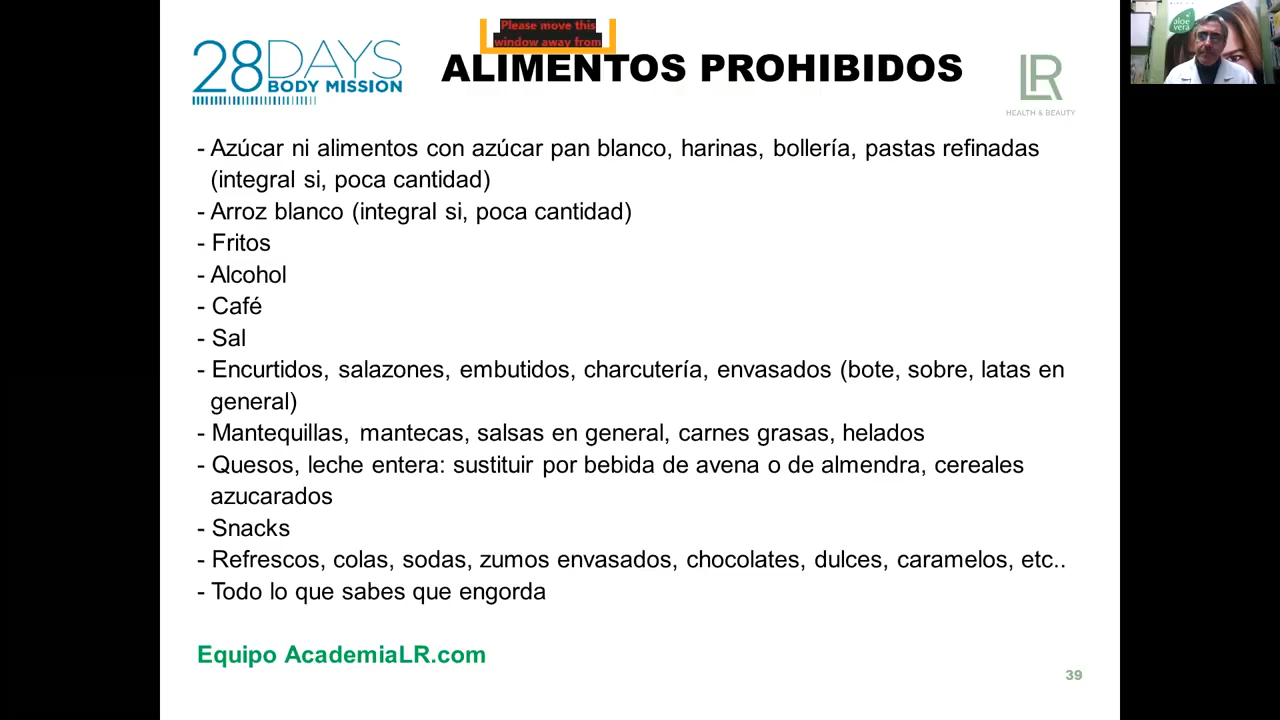 Please move this
window away from
28DAYS
BODY MISSION
ALIMENTOS PROHIBIDOS
LR
HEALTH & BEAUTY
aloe
vera
- Azúcar ni alimentos con azúcar pan blanco, harinas, bollería, pastas refinadas
(integral si, poca cantidad)
- Arroz blanco (integral si, poca cantidad)
- Fritos
- Alcohol
- Café
- Sal
- Encurtidos, salazones, embutidos, charcutería, envasados (bote, sobre, latas en
general)
- Mantequillas, mantecas, salsas en general, carnes grasas, helados
- Quesos, leche entera: sustituir por bebida de avena o de almendra, cereales
azucarados
- Snacks
- Refrescos, colas, sodas, zumos envasados, chocolates, dulces, caramelos, etc..
- Todo lo que sabes que engorda
Equipo AcademiaLR.com
39